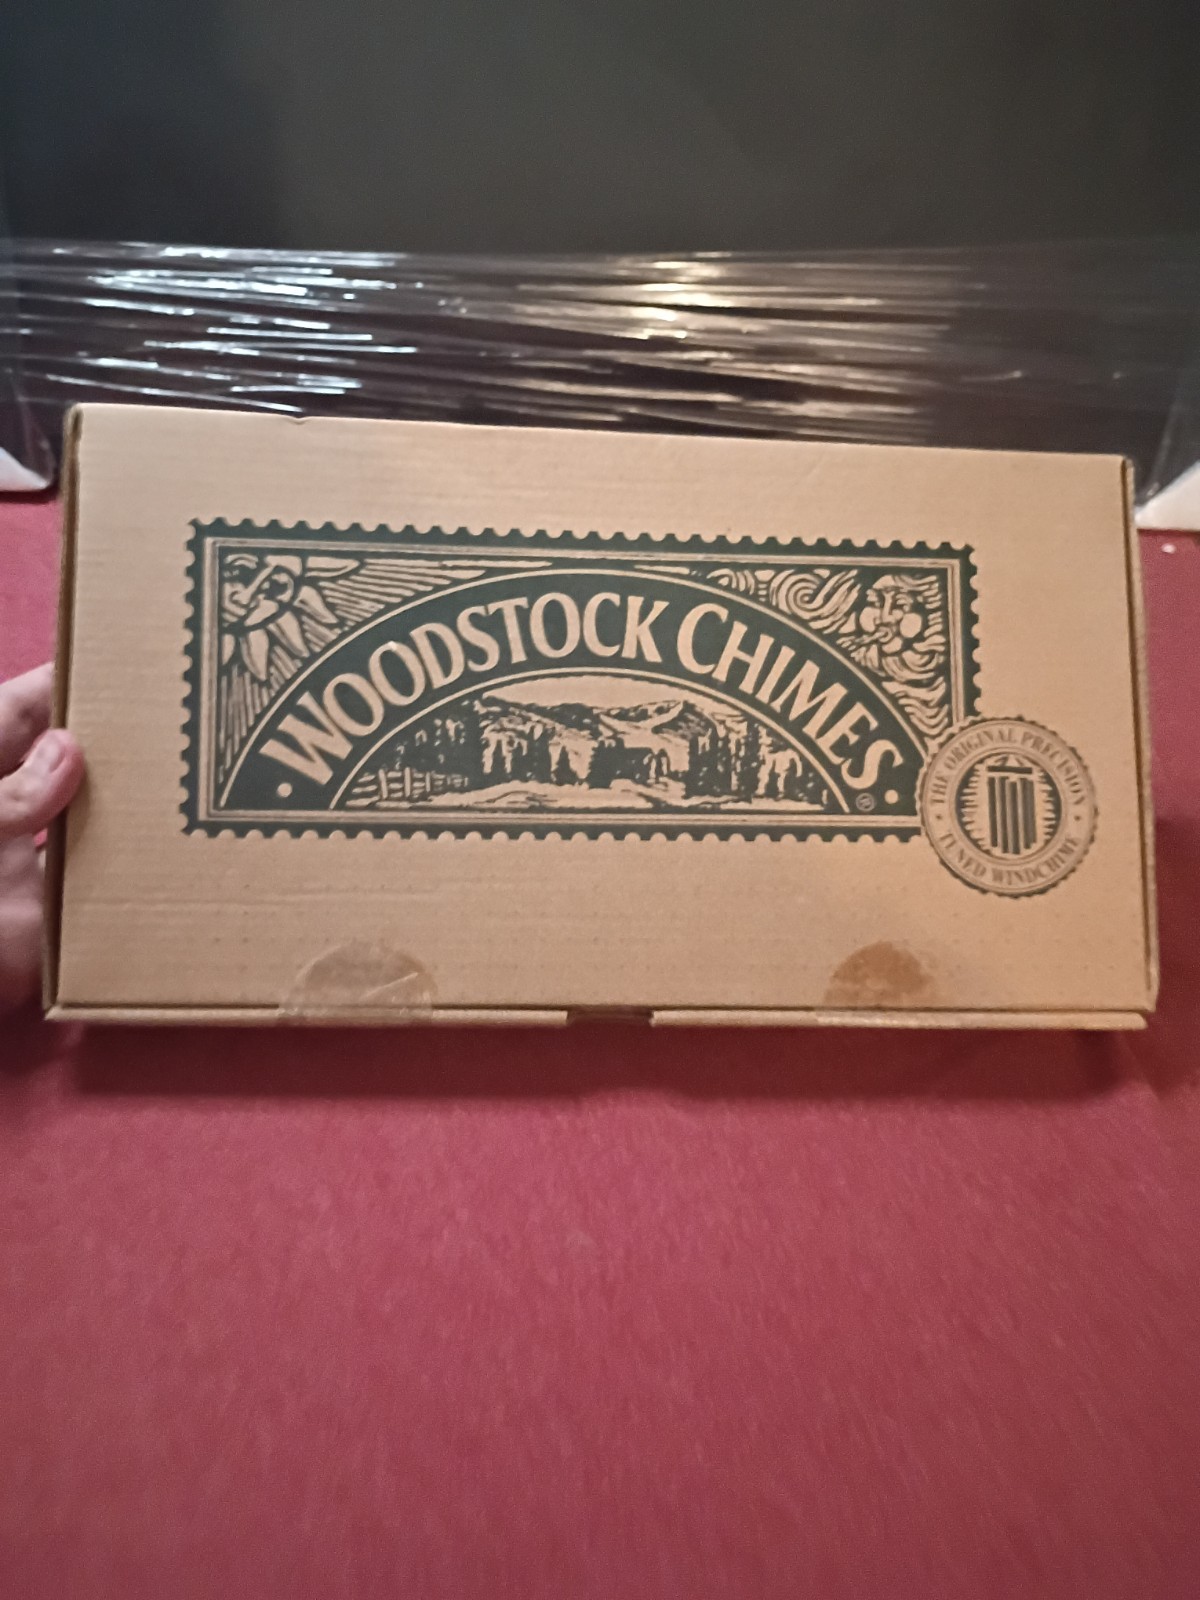 WOODSTOCK CHIMES
®
THE ORIGINAL PRECISION
TUNED WINDCHIME